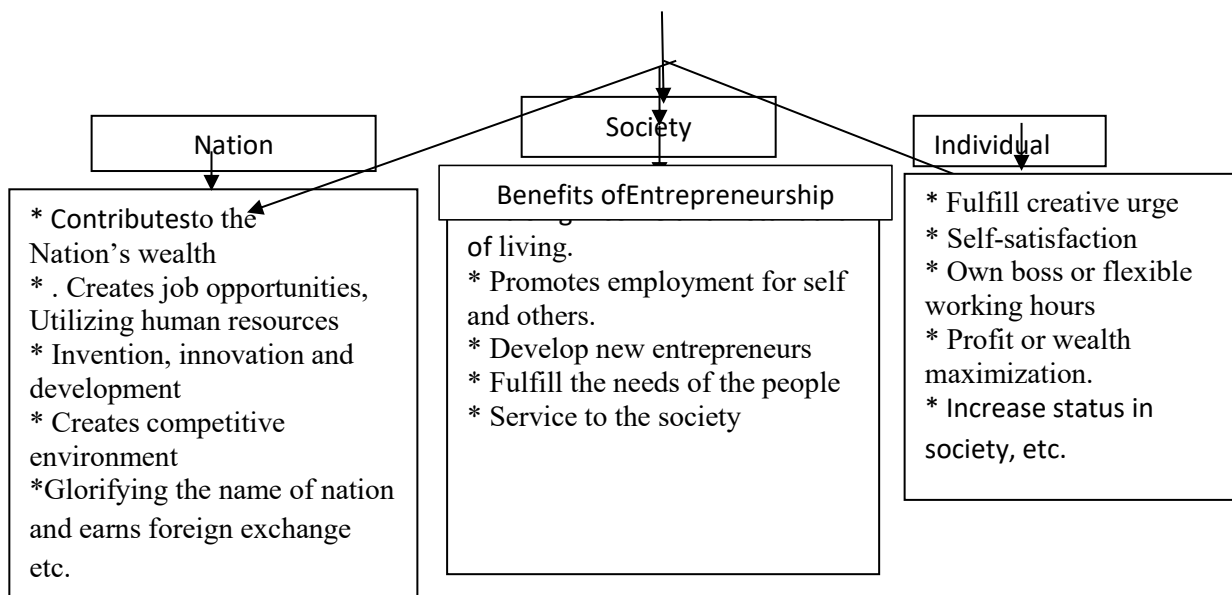 Nation
Society
Individual
Benefits ofEntrepreneurship
* Contributesto the
Nation’s wealth
* . Creates job opportunities,
Utilizing human resources
* Invention, innovation and
development
* Creates competitive
environment
*Glorifying the name of nation
and earns foreign exchange
etc.
of living.
* Promotes employment for self
and others.
* Develop new entrepreneurs
* Fulfill the needs of the people
* Service to the society
* Fulfill creative urge
* Self-satisfaction
* Own boss or flexible
working hours
* Profit or wealth
maximization.
* Increase status in
society, etc.